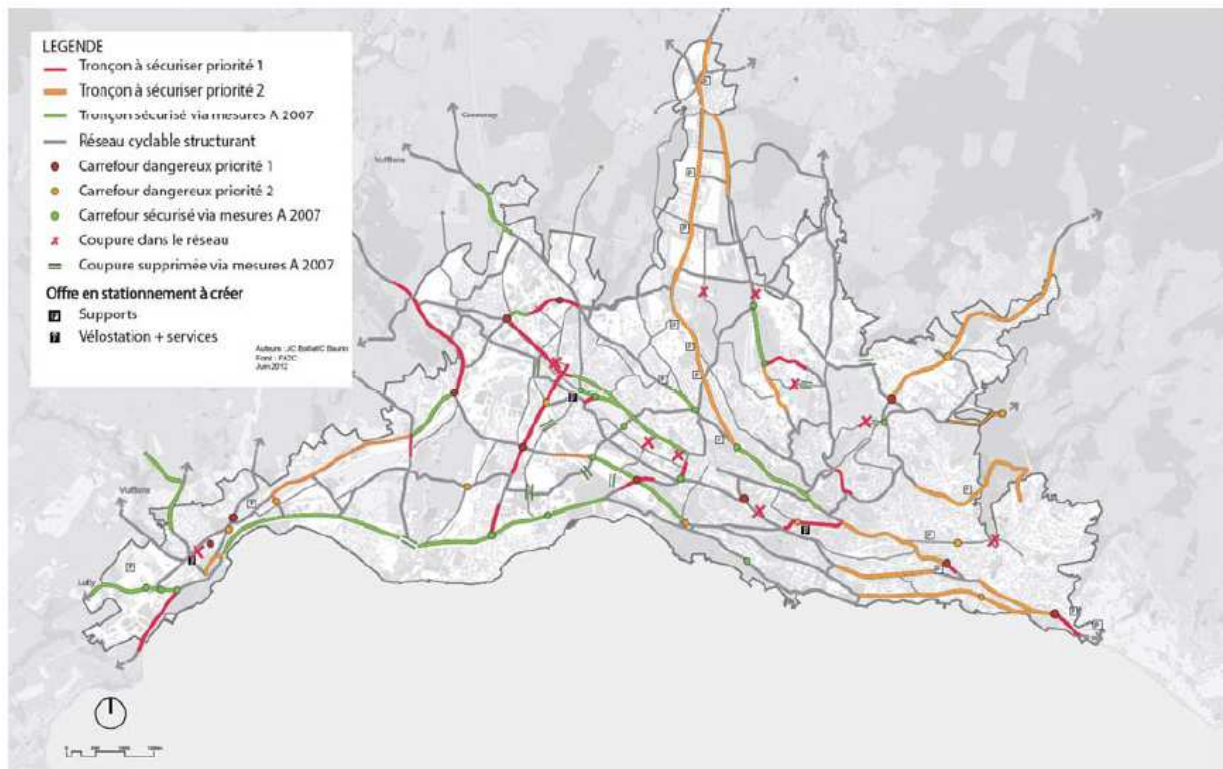 LEGENDE
Tronçon à sécuriser priorité 1
Tronçon à sécuriser priorité 2
Tronçon sécurisé via mesures A 2007
Réseau cyclable structurant
Carrefour dangereux priorité 1
Carrefour dangereux priorité 2
Carrefour sécurisé via mesures A 2007
Coupure dans le réseau
Coupure supprimée via mesures A 2007
Offre en stationnement à créer
Supports
Vélostation + services
Juin 2012
Lully